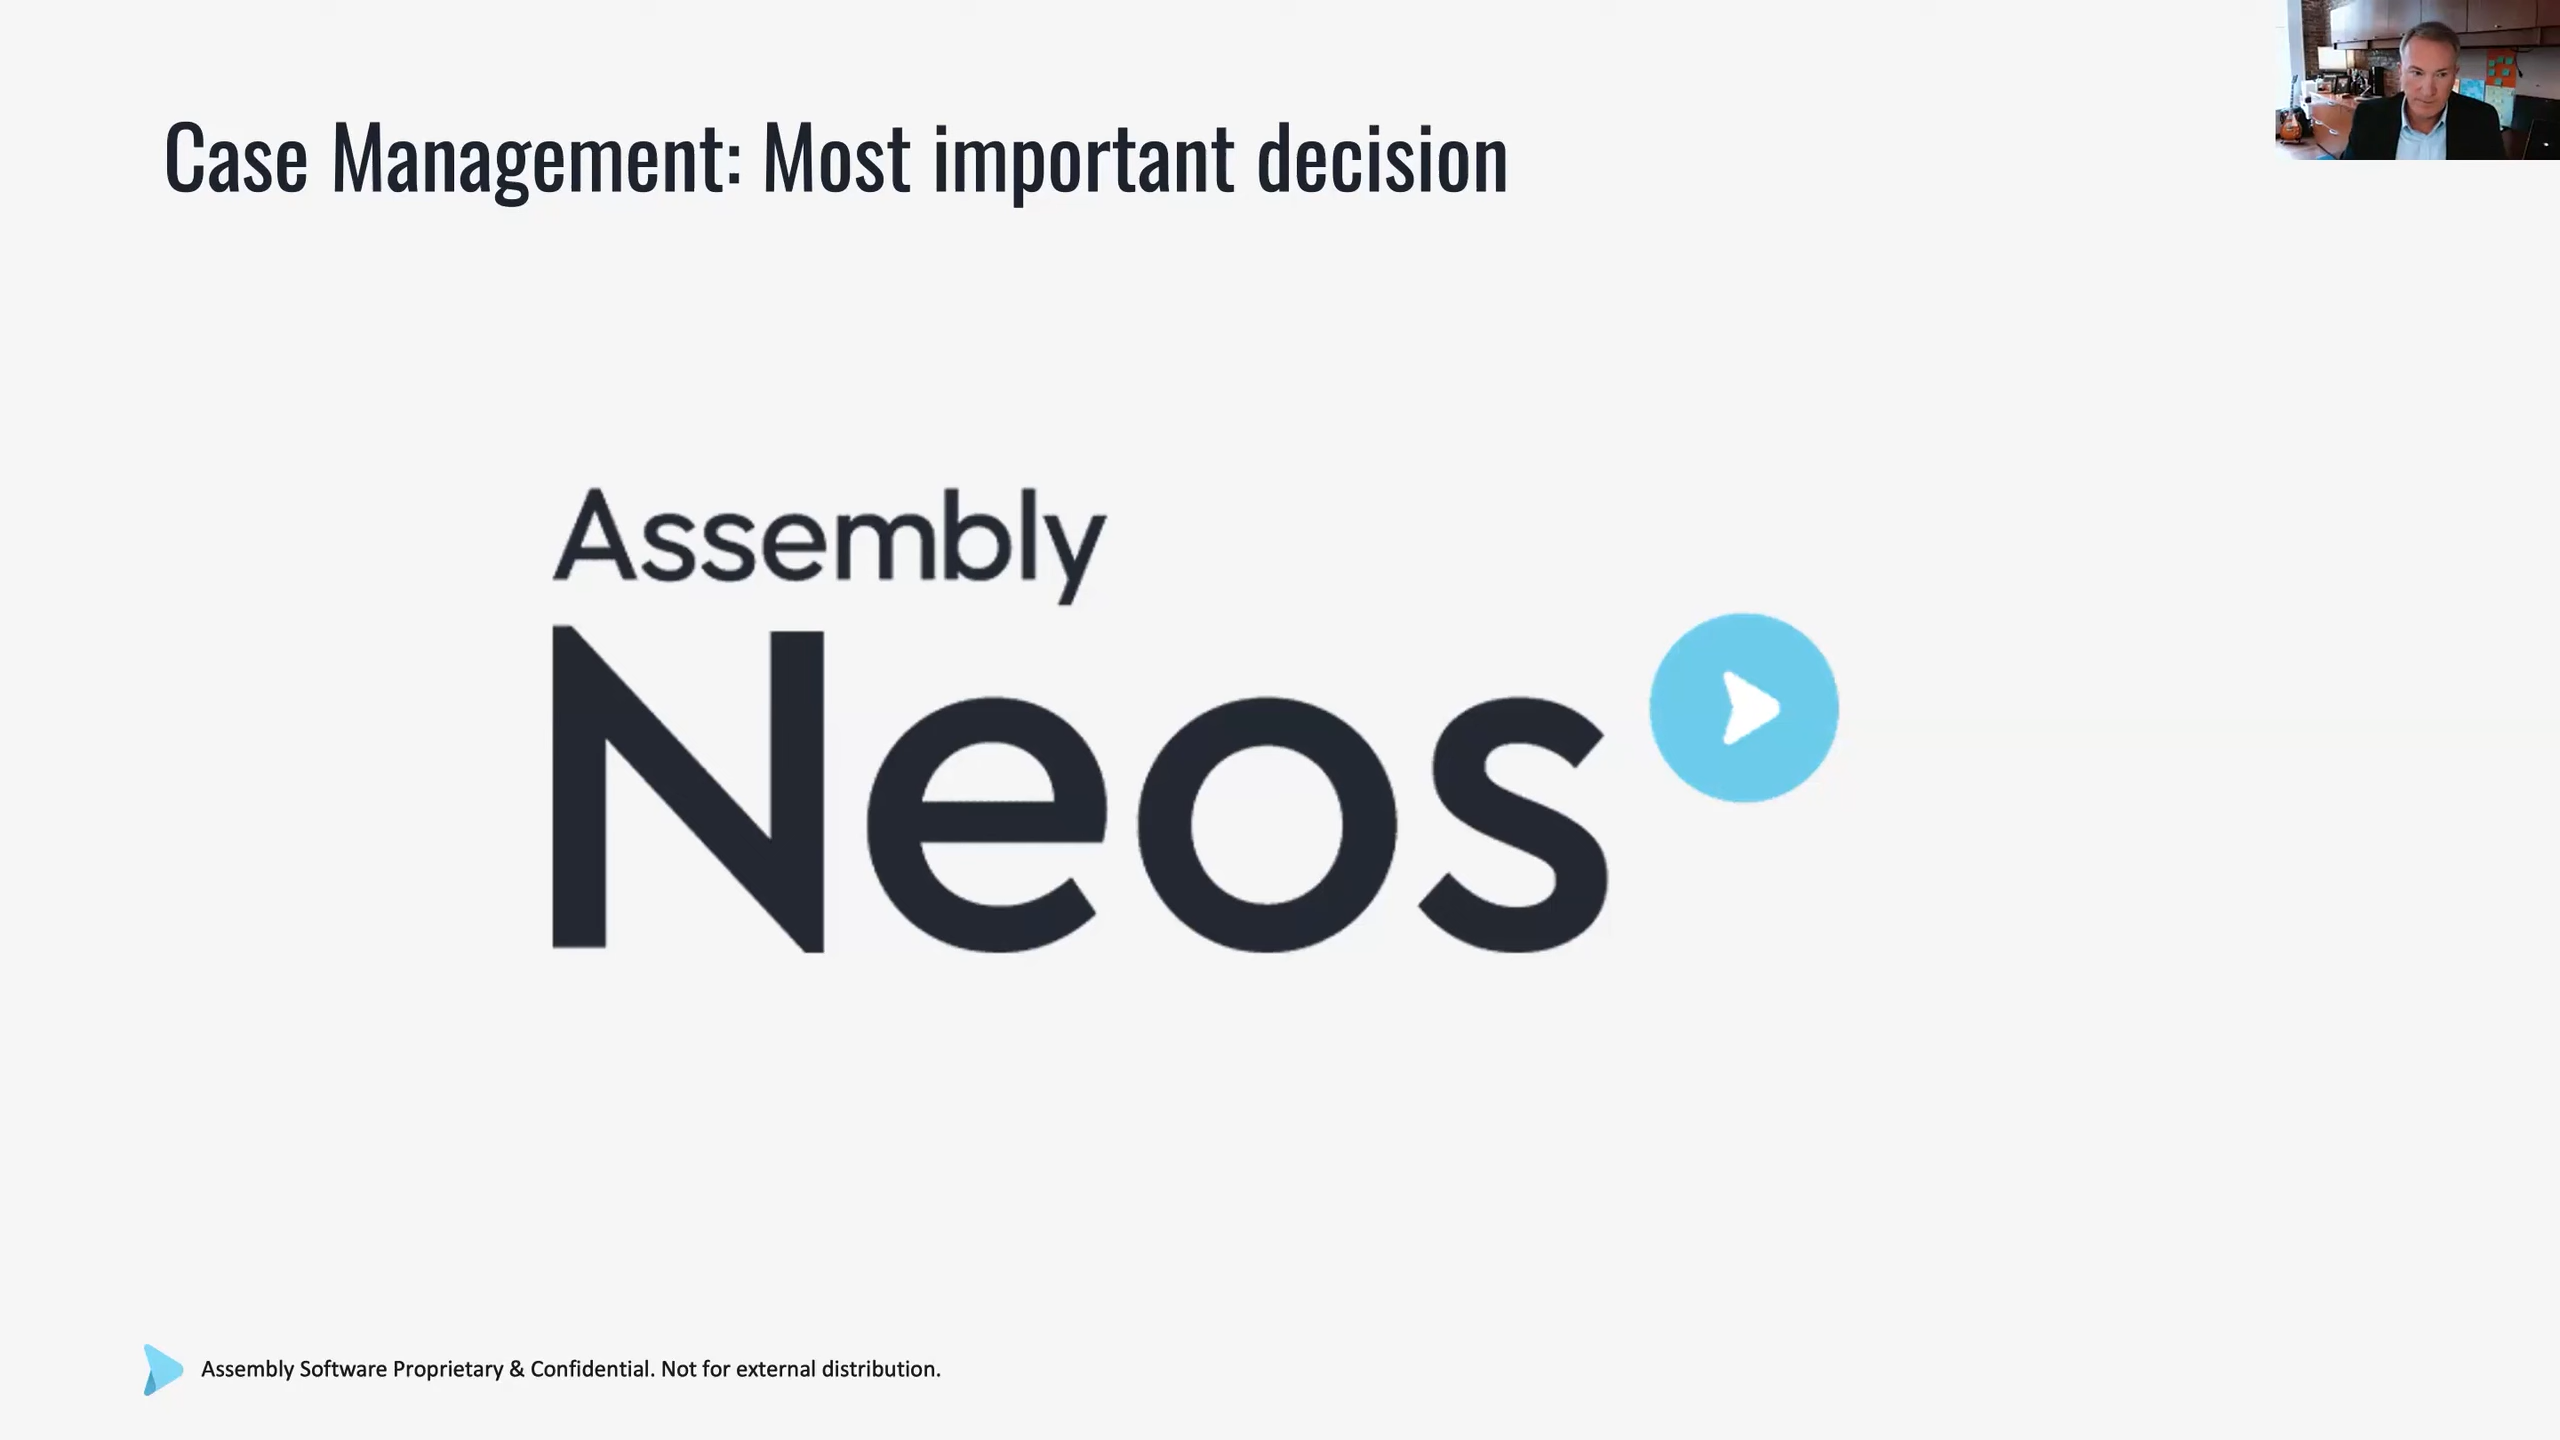 Case Management: Most important decision
Assembly
Neos
Assembly Software Proprietary & Confidential. Not for external distribution.